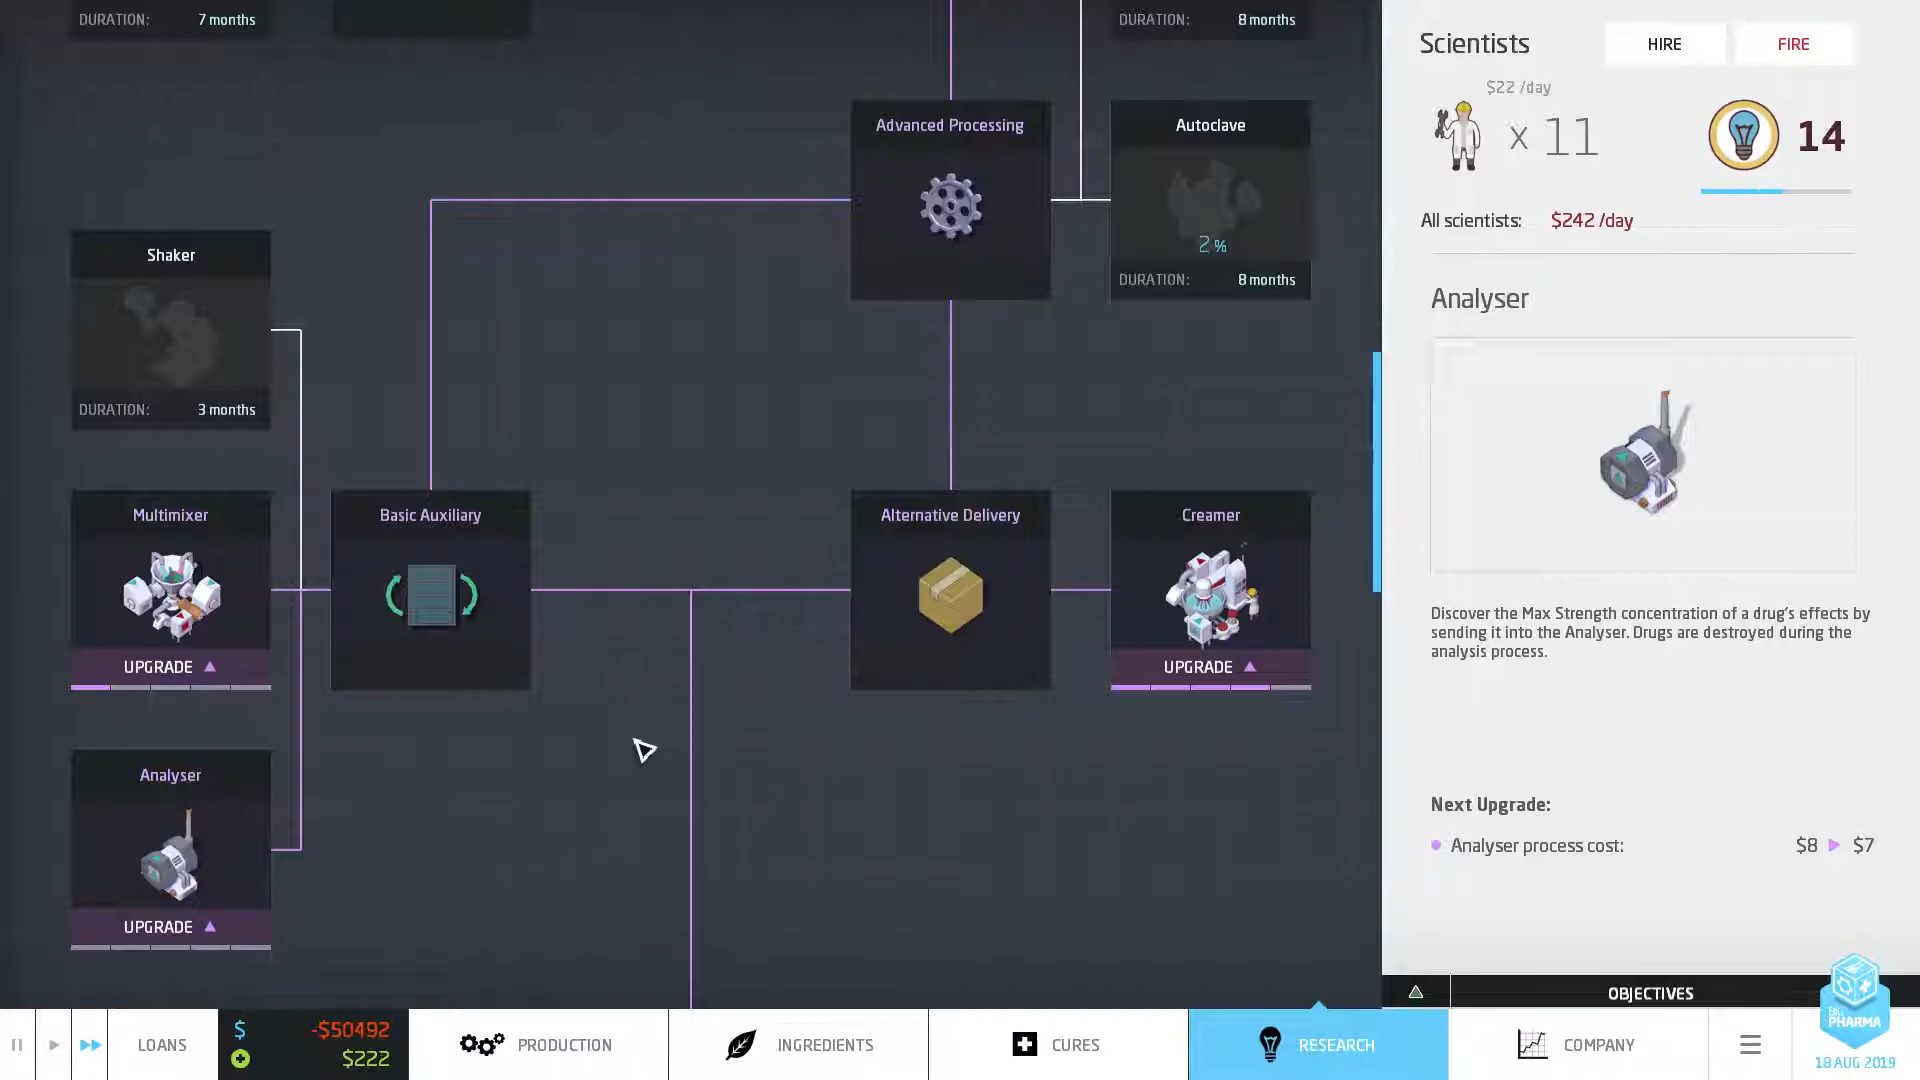 DURATION: 7 months
DURATION: 8 months
Advanced Processing
Autoclave
2 %
DURATION: 8 months
Shaker
DURATION: 3 months
Multimixer
UPGRADE
Basic Auxiliary
Alternative Delivery
Creamer
UPGRADE
Analyser
UPGRADE
Scientists
HIRE
FIRE
$22 /day
x 11
14
All scientists: $242 /day
Analyser
Discover the Max Strength concentration of a drug's effects by
sending it into the Analyser. Drugs are destroyed during the
analysis process.
Next Upgrade:
Analyser process cost: $8 $7
OBJECTIVES
LOANS
$ -$50492
$222
PRODUCTION
INGREDIENTS
CURES
RESEARCH
COMPANY
BIG
PHARMA
18 AUG 2019